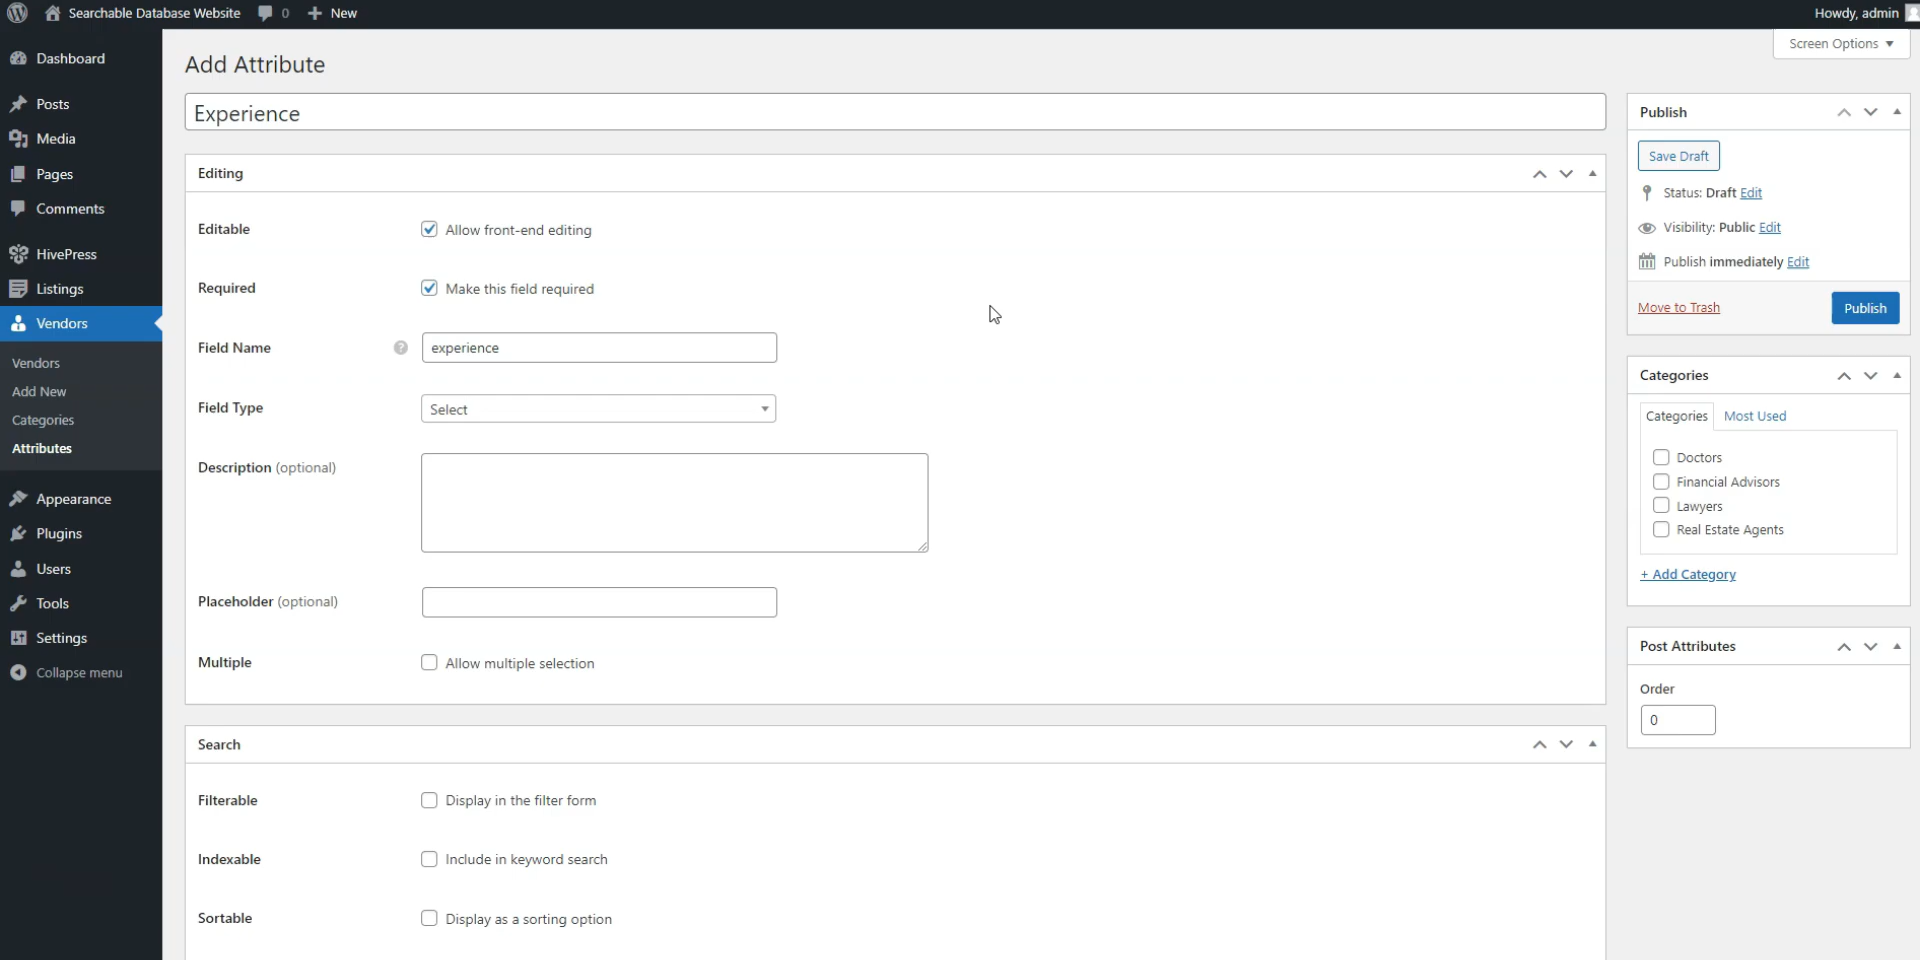 Searchable Database Website 0 New
Howdy, admin
Screen Options
Dashboard
Posts
Media
Pages
Comments
HivePress
Listings
Vendors
Vendors
Add New
Categories
Attributes
Appearance
Plugins
Users
Tools
Settings
Collapse menu
Add Attribute
Experience
Editing
Editable
Allow front-end editing
Required
Make this field required
Field Name
?
experience
Field Type
Select
Description (optional)
Placeholder (optional)
Multiple
Allow multiple selection
Search
Filterable
Display in the filter form
Indexable
Include in keyword search
Sortable
Display as a sorting option
Publish
Save Draft
Status: Draft Edit
Visibility: Public Edit
Publish immediately Edit
Move to Trash
Publish
Categories
Categories
Most Used
Doctors
Financial Advisors
Lawyers
Real Estate Agents
+ Add Category
Post Attributes
Order
0